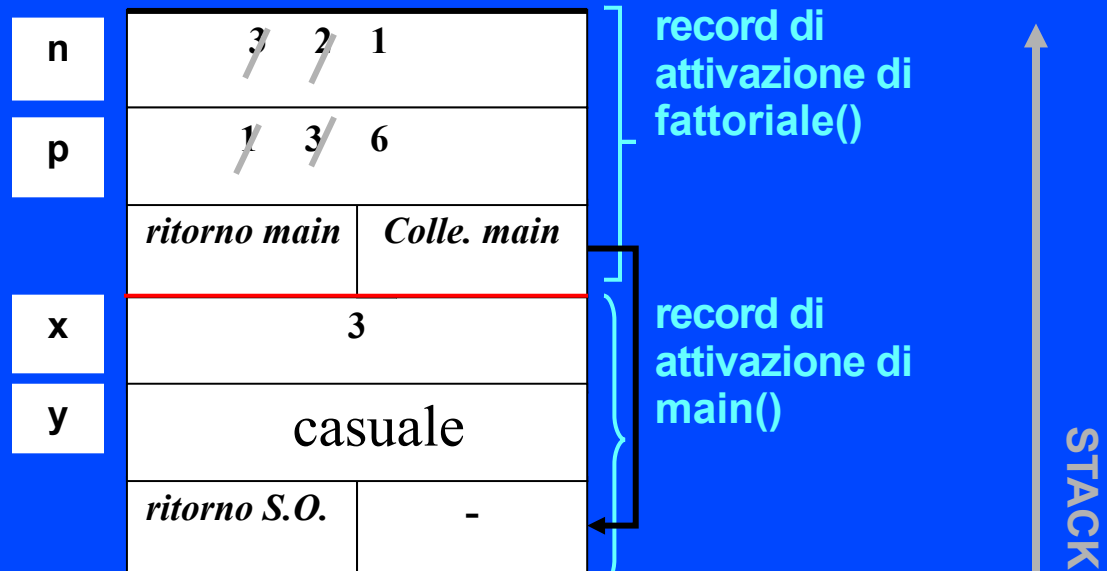 n
3 2 1
record di
attivazione di
fattoriale()
p
1 3 6
ritorno main
Colle. main
x
3
record di
attivazione di
main()
y
casuale
ritorno S.O.
-
STACK